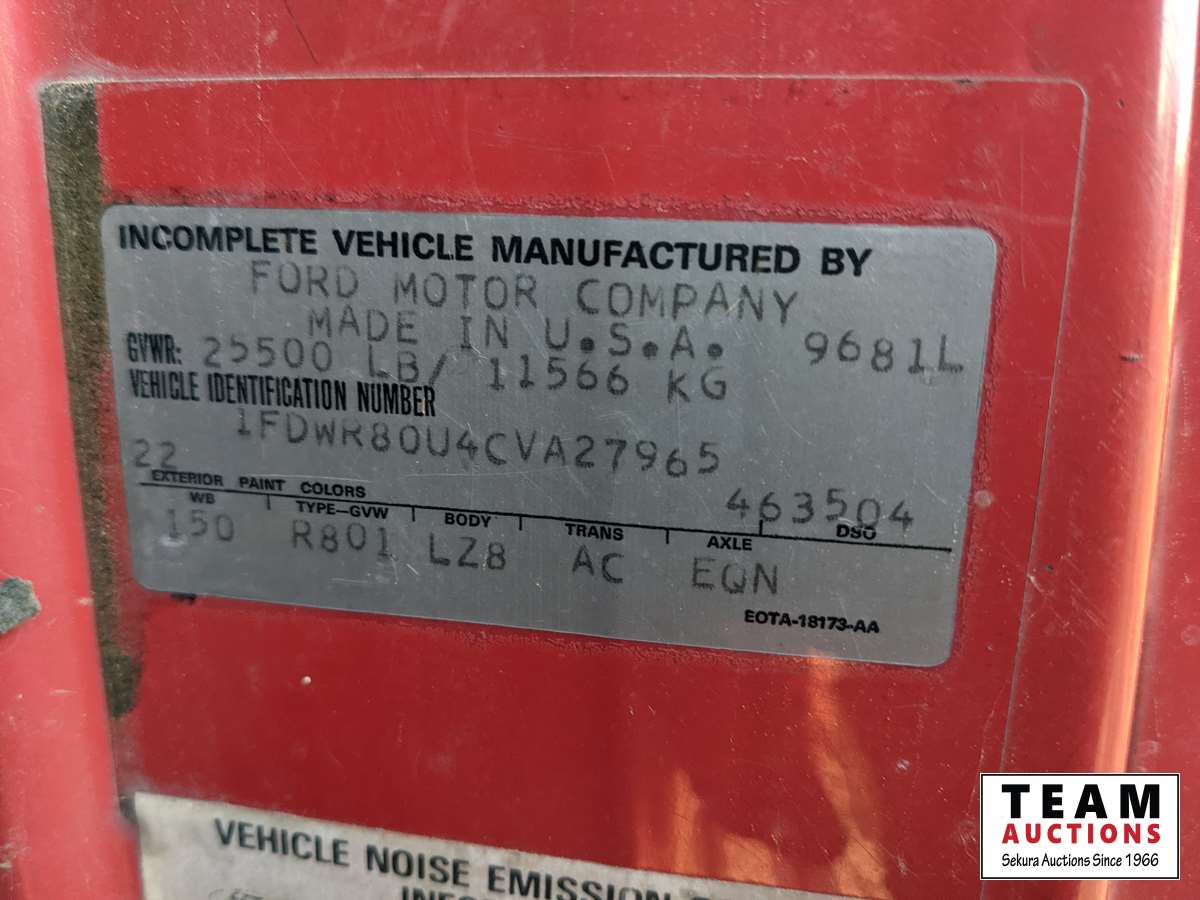 INCOMPLETE VEHICLE MANUFACTURED BY
FORD MOTOR COMPANY
MADE IN U.S.A.
9681L
GVWR: 25500 LB/ 11566 KG
VEHICLE IDENTIFICATION NUMBER
1FDWR80U4CVA27965
22
EXTERIOR PAINT COLORS
463504
WB TYPE—GVW BODY TRANS AXLE DSO
150 R801 LZ8 AC EQN
EOTA-18173-AA
VEHICLE NOISE EMISSION
TEAM
AUCTIONS
Sekura Auctions Since 1966